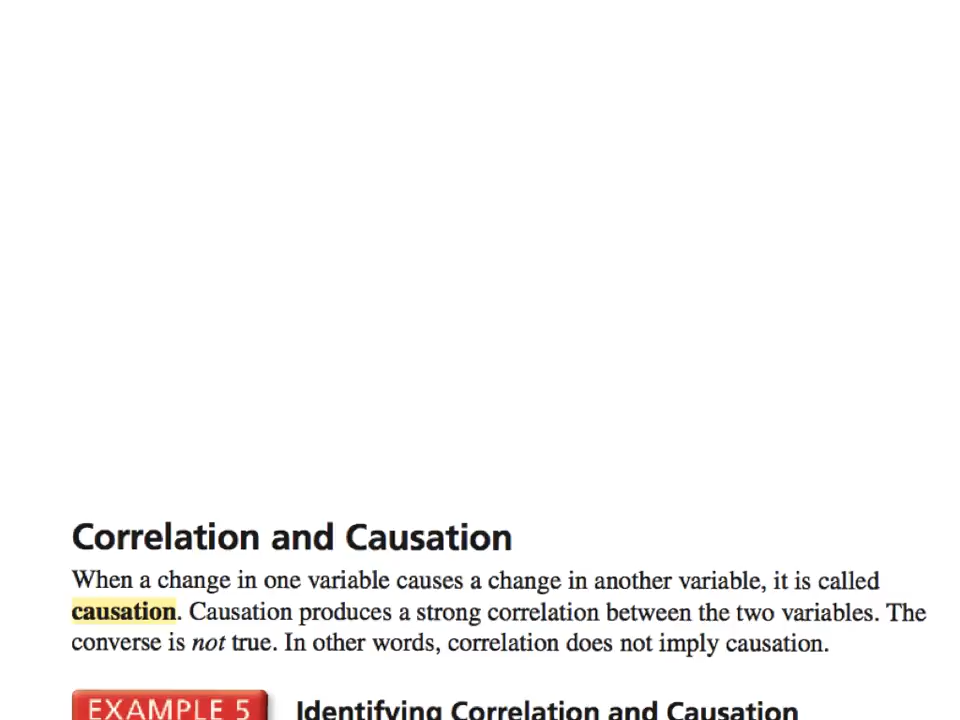 Correlation and Causation
When a change in one variable causes a change in another variable, it is called
causation. Causation produces a strong correlation between the two variables. The
converse is not true. In other words, correlation does not imply causation.
EXAMPLE 5
Identifying Correlation and Causation